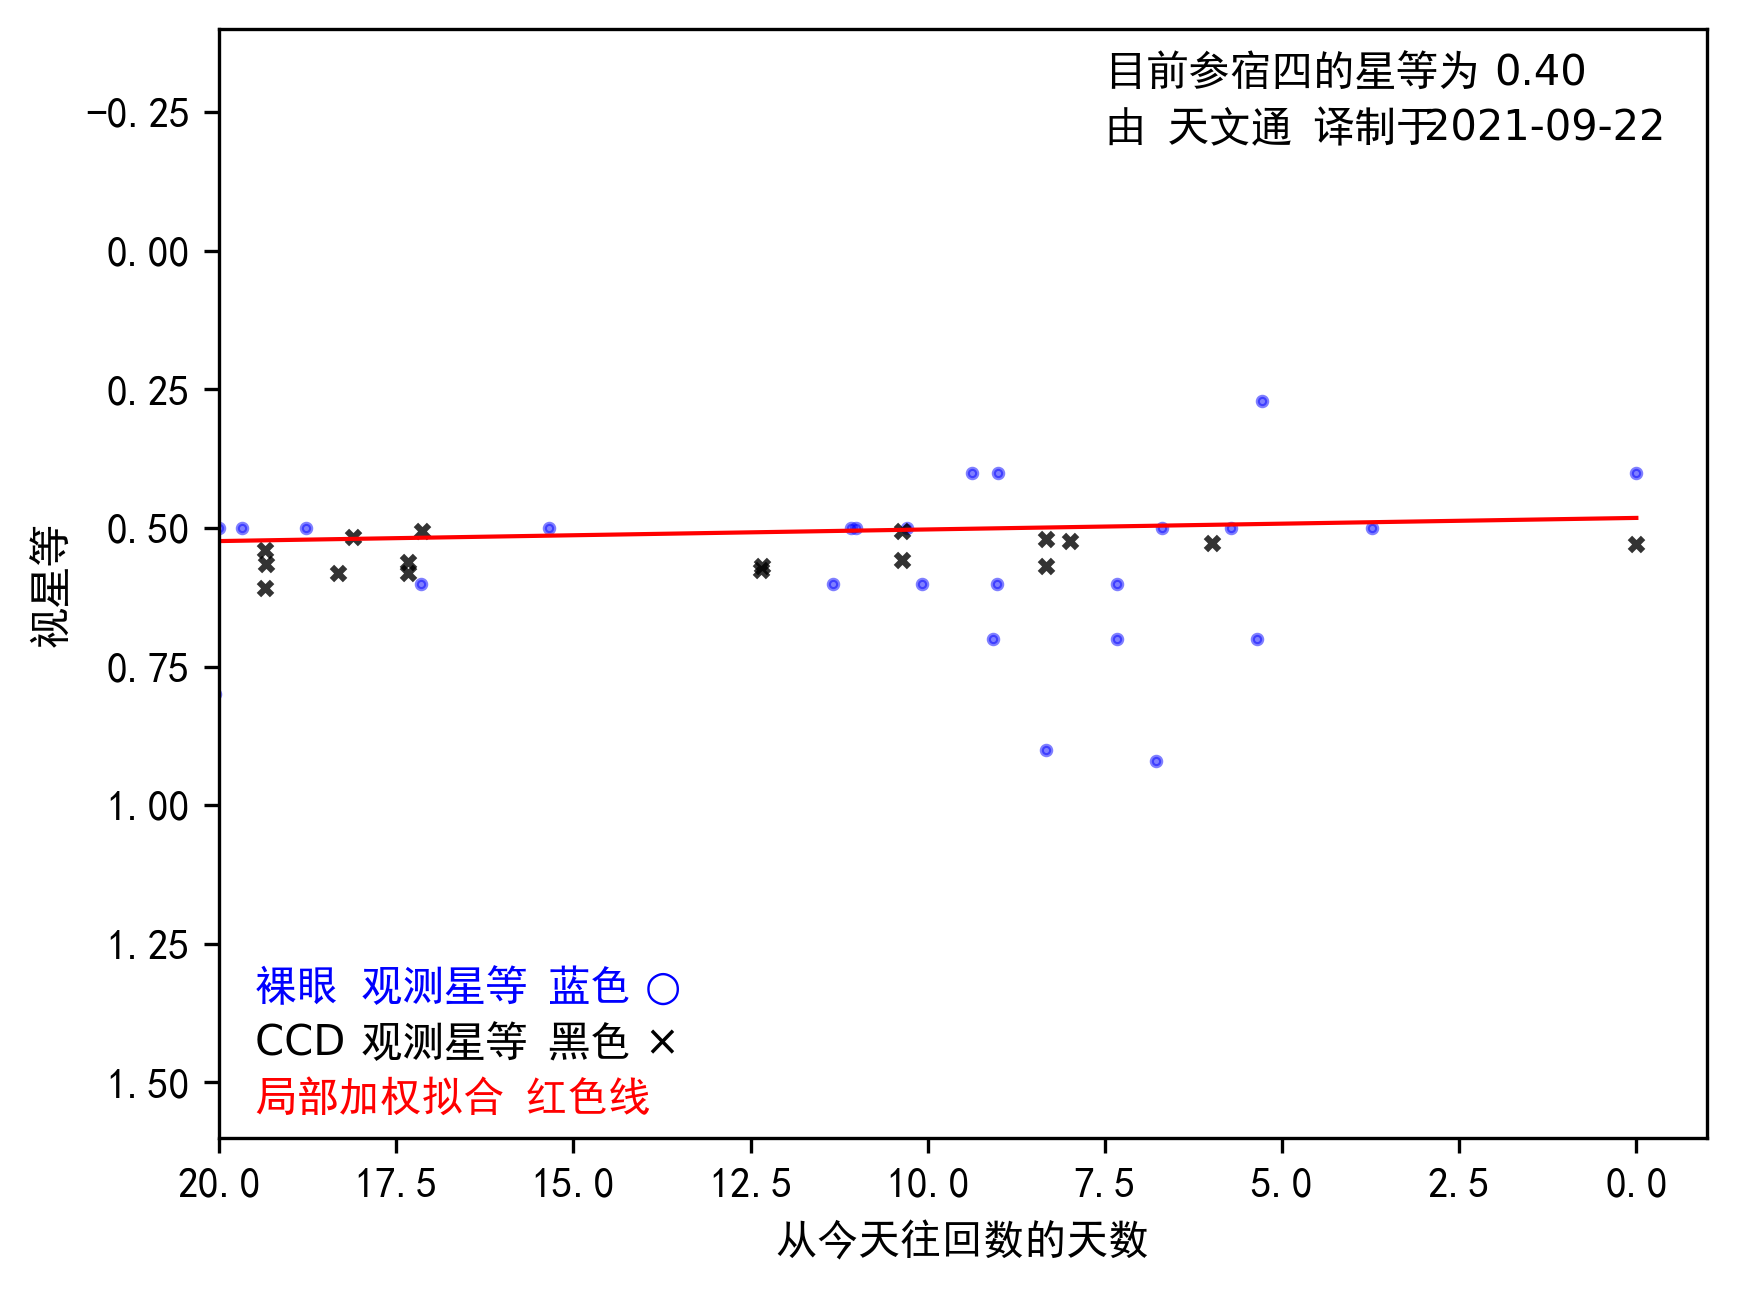 目前参宿四的星等为 0.40
由 天文通 译制于2021-09-22
−0.25
0.00
0.25
0.50
0.75
1.00
1.25
1.50
视星等
裸眼 观测星等 蓝色 ○
CCD 观测星等 黑色 ×
局部加权拟合 红色线
20.0 17.5 15.0 12.5 10.0 7.5 5.0 2.5 0.0
从今天往回数的天数